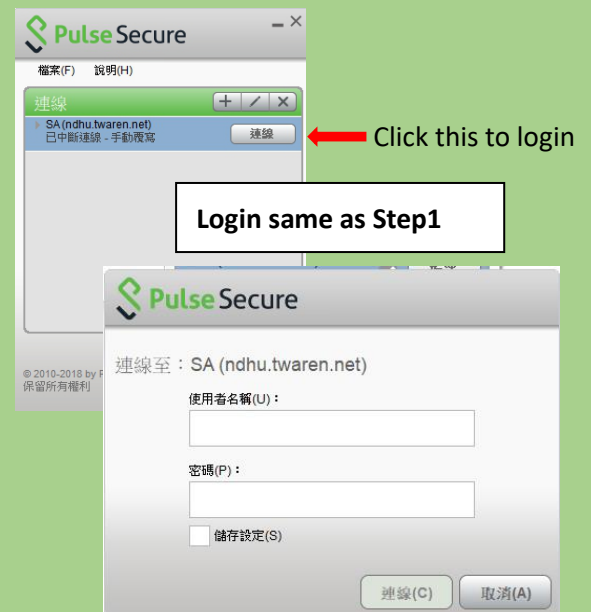 Pulse Secure
檔案(F) 說明(H)
連線
SA (ndhu.twaren.net)
已中斷連線 - 手動覆寫
連線
Click this to login
Login same as Step1
Pulse Secure
連線至：SA (ndhu.twaren.net)
使用者名稱(U)：
密碼(P)：
儲存設定(S)
連線(C) 取消(A)
© 2010-2018 by
保留所有權利